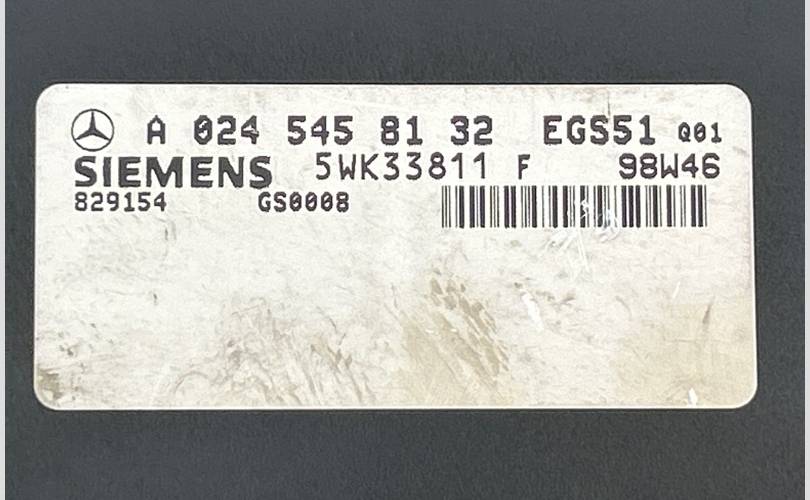 A 024 545 81 32 EGS51 Q01
SIEMENS 5WK33811 F 98W46
829154 GS0008